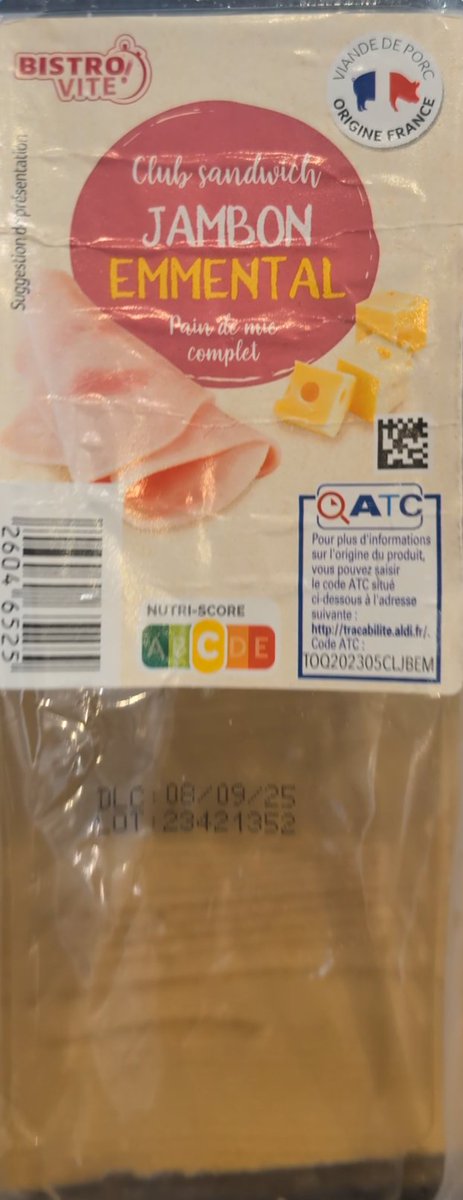 BISTRO
VITE!
VIANDE DE PORC
ORIGINE FRANCE
Suggestion de présentation
Club sandwich
JAMBON
EMMENTAL
Pain de mie
complet
ATC
Pour plus d'informations
sur l'origine du produit,
vous pouvez saisir
le code ATC situé
ci-dessous à l'adresse
suivante :
http://tracabilite.aldi.fr/.
Code ATC :
TOQ202305CLJBEM
2604 6525
NUTRI-SCORE
A B C D E
DLC : 08/09/25
LOT : 23421352